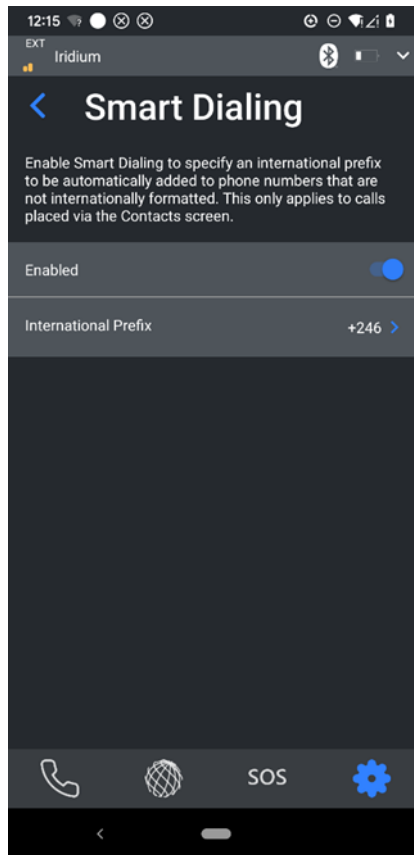 12:15
EXT
Iridium
Smart Dialing
Enable Smart Dialing to specify an international prefix
to be automatically added to phone numbers that are
not internationally formatted. This only applies to calls
placed via the Contacts screen.
Enabled
International Prefix +246
SOS